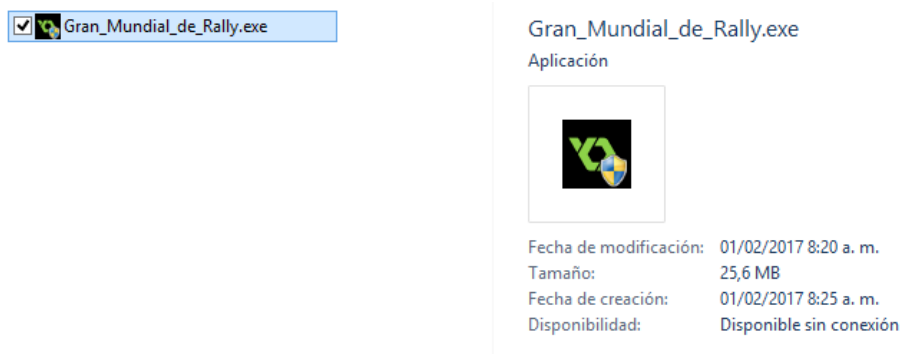 Gran_Mundial_de_Rally.exe
Gran_Mundial_de_Rally.exe
Aplicación
Fecha de modificación: 01/02/2017 8:20 a. m.
Tamaño: 25,6 MB
Fecha de creación: 01/02/2017 8:25 a. m.
Disponibilidad: Disponible sin conexión